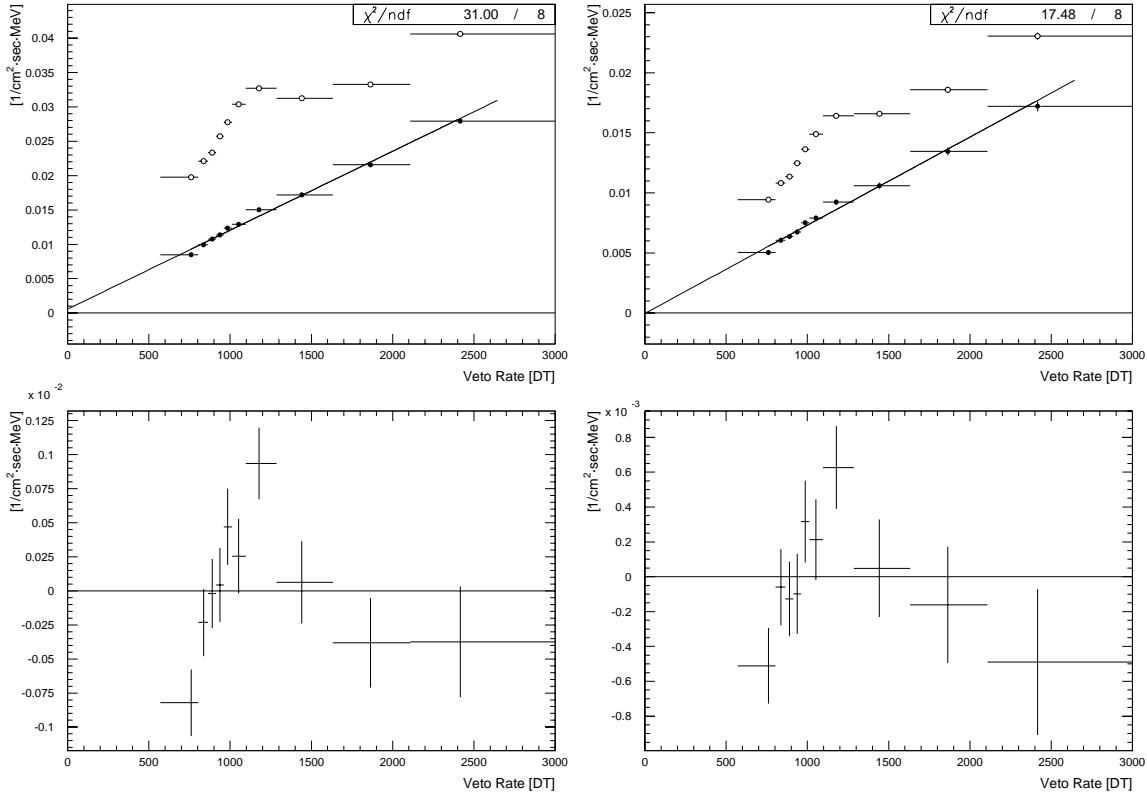 χ²/ndf 31.00 / 8
[1/cm²·sec·MeV]
0.04
0.035
0.03
0.025
0.02
0.015
0.01
0.005
0
0 500 1000 1500 2000 2500 3000
Veto Rate [DT]
χ²/ndf 17.48 / 8
[1/cm²·sec·MeV]
0.025
0.02
0.015
0.01
0.005
0
0 500 1000 1500 2000 2500 3000
Veto Rate [DT]
x 10⁻²
[1/cm²·sec·MeV]
0.125
0.1
0.075
0.05
0.025
0
-0.025
-0.05
-0.075
-0.1
0 500 1000 1500 2000 2500 3000
Veto Rate [DT]
x 10⁻³
[1/cm²·sec·MeV]
0.8
0.6
0.4
0.2
0
-0.2
-0.4
-0.6
-0.8
0 500 1000 1500 2000 2500 3000
Veto Rate [DT]